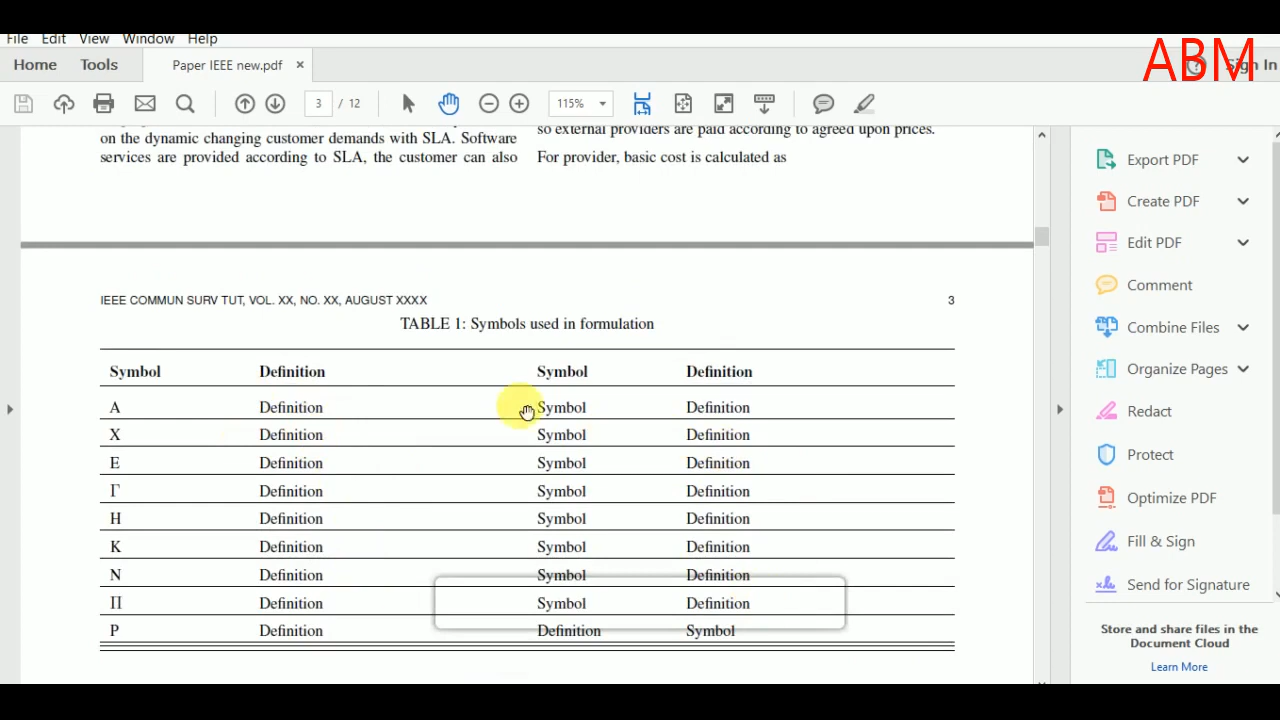 File Edit View Window Help
ABM
Home Tools Paper IEEE new.pdf × ? Sign In
3 / 12 115%
on the dynamic changing customer demands with SLA. Software
services are provided according to SLA, the customer can also
so external providers are paid according to agreed upon prices.
For provider, basic cost is calculated as
IEEE COMMUN SURV TUT, VOL. XX, NO. XX, AUGUST XXXX 3
TABLE 1: Symbols used in formulation
Symbol Definition Symbol Definition
A Definition Symbol Definition
X Definition Symbol Definition
E Definition Symbol Definition
Γ Definition Symbol Definition
H Definition Symbol Definition
K Definition Symbol Definition
N Definition Symbol Definition
Π Definition Symbol Definition
P Definition Definition Symbol
Export PDF
Create PDF
Edit PDF
Comment
Combine Files
Organize Pages
Redact
Protect
Optimize PDF
Fill & Sign
Send for Signature
Store and share files in the
Document Cloud
Learn More